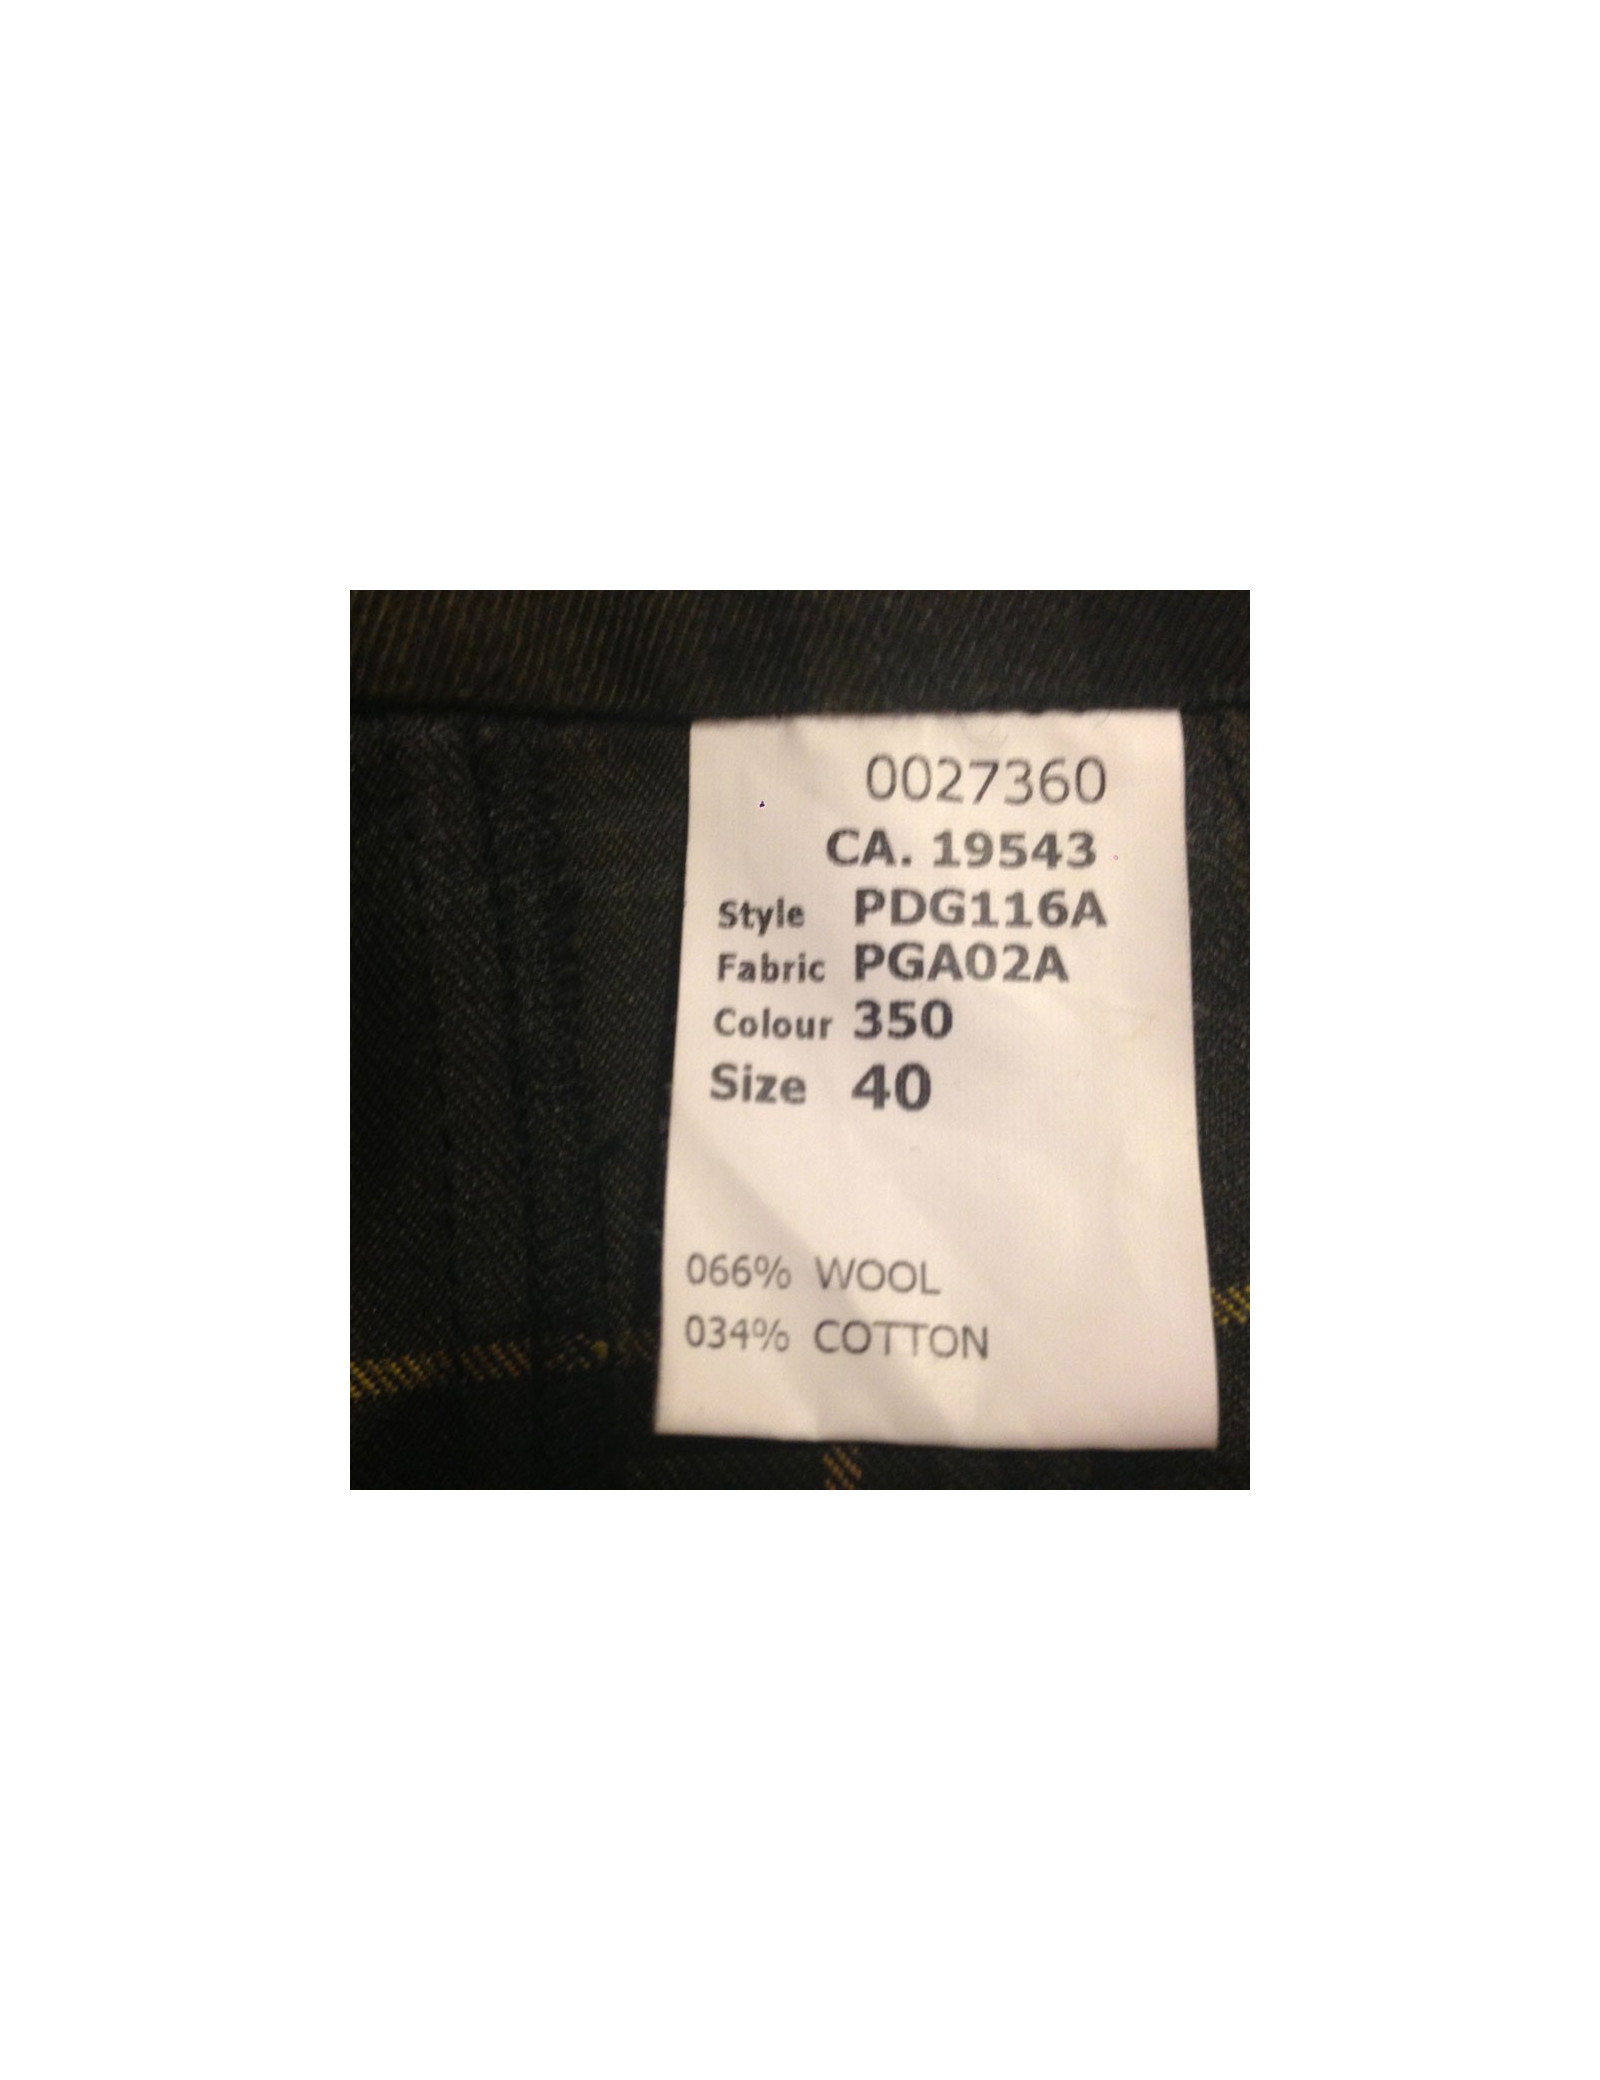 0027360
CA. 19543
Style PDG116A
Fabric PGA02A
Colour 350
Size 40
066% WOOL
034% COTTON